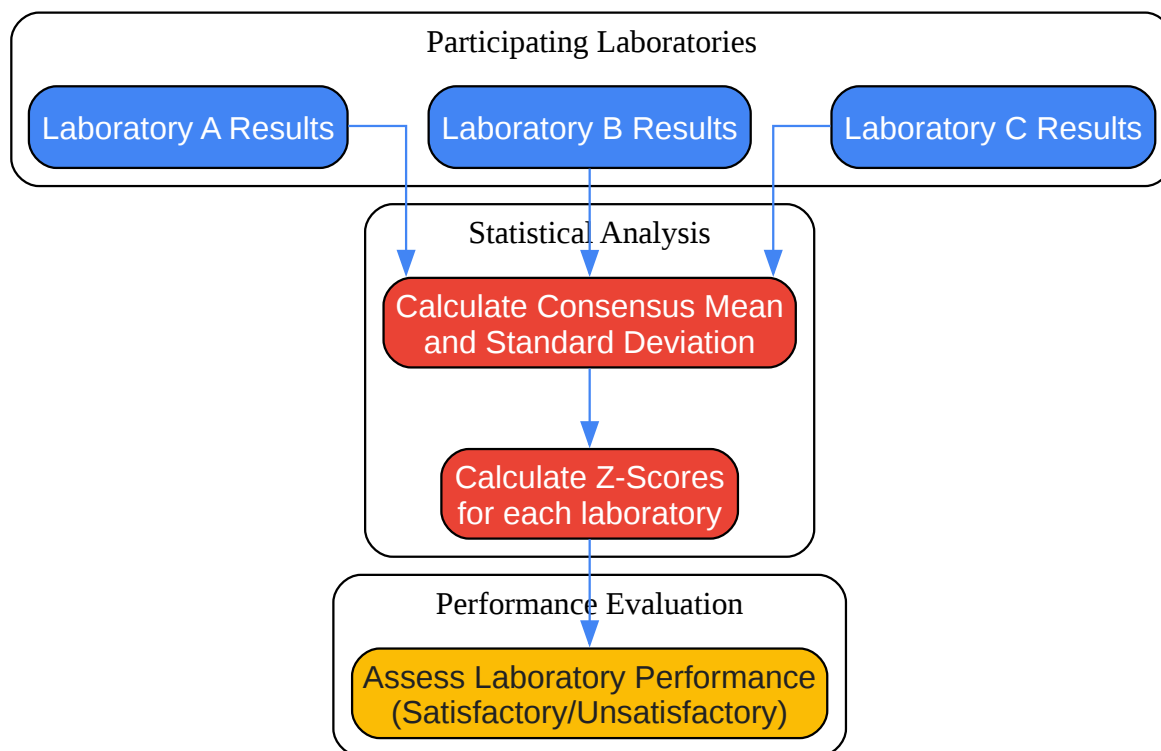 Participating Laboratories
Laboratory A Results
Laboratory B Results
Laboratory C Results
Statistical Analysis
Calculate Consensus Mean
and Standard Deviation
Calculate Z-Scores
for each laboratory
Performance Evaluation
Assess Laboratory Performance
(Satisfactory/Unsatisfactory)